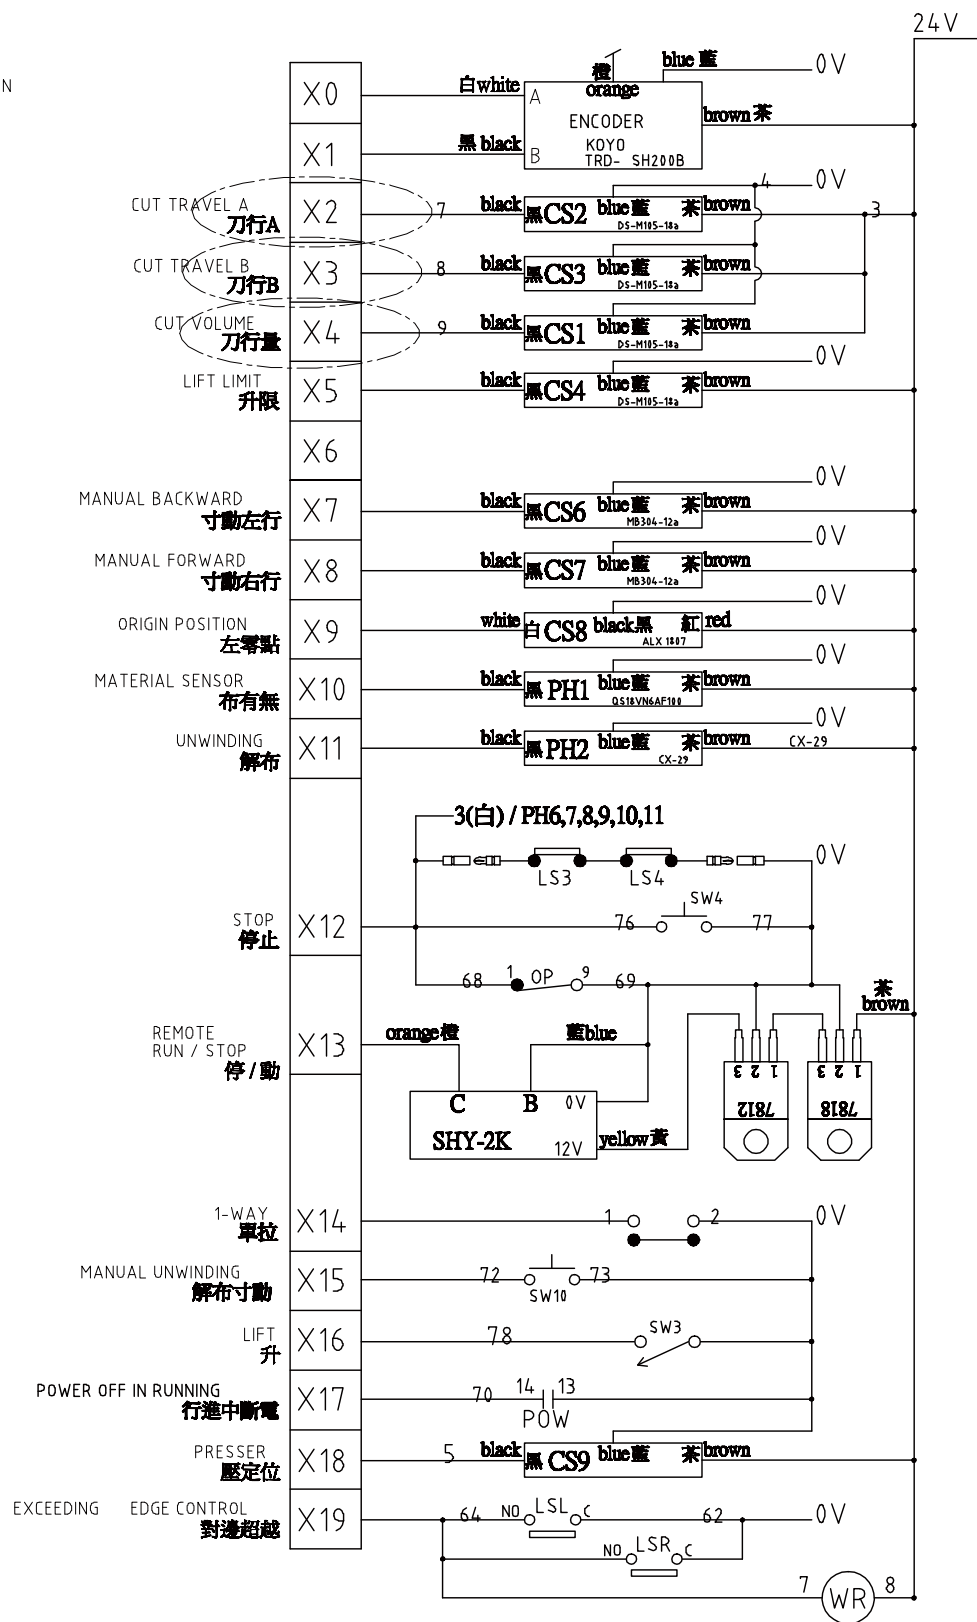 24V
N
X0
白white
A
橙
orange
blue 藍
0V
ENCODER
KOYO
TRD- SH200B
brown 茶
X1
黑 black
B
CUT TRAVEL A
刀行A
X2
7
black
黑CS2 blue藍 茶brown
DS-M105-18a
4
0V
3
CUT TRAVEL B
刀行B
X3
8
black
黑CS3 blue藍 茶brown
DS-M105-18a
CUT VOLUME
刀行量
X4
9
black
黑CS1 blue藍 茶brown
DS-M105-18a
LIFT LIMIT
升限
X5
black
黑CS4 blue藍 茶brown
DS-M105-18a
0V
X6
MANUAL BACKWARD
寸動左行
X7
black
黑CS6 blue藍 茶brown
MB304-12a
0V
MANUAL FORWARD
寸動右行
X8
black
黑CS7 blue藍 茶brown
MB304-12a
0V
ORIGIN POSITION
左零點
X9
white
白CS8 black黑 紅red
ALX 1807
0V
MATERIAL SENSOR
布有無
X10
black
黑PH1 blue藍 茶brown
QS18VN6AF100
0V
UNWINDING
解布
X11
black
黑PH2 blue藍 茶brown
CX-29
CX-29
0V
3(白) / PH6,7,8,9,10,11
LS3
LS4
0V
STOP
停止
X12
76
SW4
77
68
1
OP
9
69
茶
brown
REMOTE
RUN / STOP
停 / 動
X13
orange橙
藍blue
C
B
0V
SHY-2K
12V
yellow黃
3 2 1
7812
3 2 1
7818
1-WAY
單拉
X14
1
2
0V
MANUAL UNWINDING
解布寸動
X15
72
SW10
73
LIFT
升
X16
78
SW3
POWER OFF IN RUNNING
行進中斷電
X17
70
14
13
POW
PRESSER
壓定位
X18
5
black
黑CS9 blue藍 茶brown
EXCEEDING EDGE CONTROL
對邊超越
X19
64
NO
LSL
C
62
0V
NO
LSR
C
7
WR
8